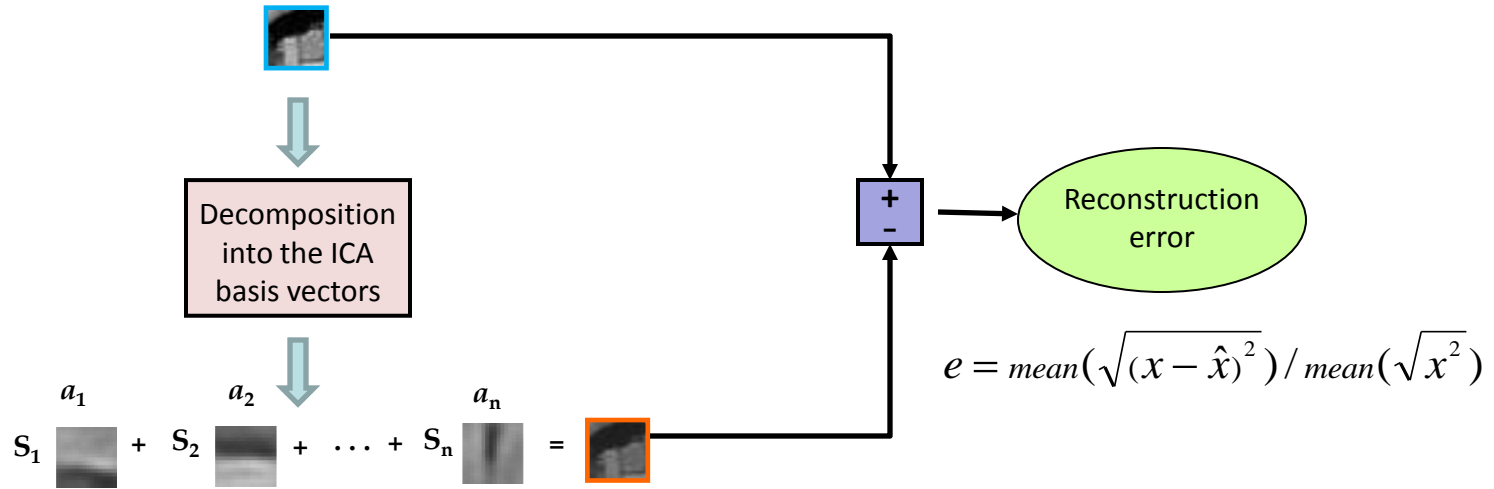 Decomposition
into the ICA
basis vectors
+
-
Reconstruction
error
e = mean(√(x − x̂)²) / mean(√x²)
a₁ a₂ aₙ
S₁ + S₂ + . . . + Sₙ =